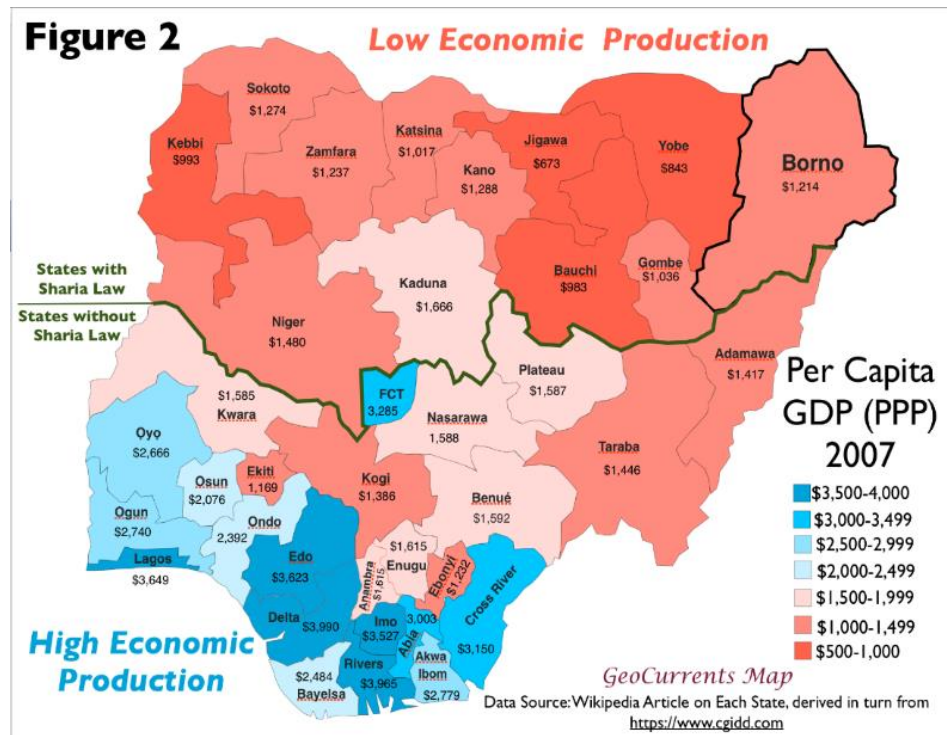 Figure 2
Low Economic Production
Sokoto
$1,274
Kebbi
$993
Zamfara
$1,237
Katsina
$1,017
Kano
$1,288
Jigawa
$673
Yobe
$843
Borno
$1,214
Bauchi
$983
Gombe
$1,036
States with
Sharia Law
States without
Sharia Law
Kaduna
$1,666
Niger
$1,480
FCT
3,285
Plateau
$1,587
Adamawa
$1,417
$1,585
Kwara
Nasarawa
1,588
Taraba
$1,446
Ọyọ
$2,666
Osun
$2,076
Ekiti
1,169
Kogi
$1,386
Benué
$1,592
Ogun
$2,740
Ondo
2,392
Lagos
$3,649
Edo
$3,623
$1,615
Enugu
Anambra
$1,615
Ebonyi
$1,232
Cross River
$3,150
Delta
$3,990
Imo
$3,527
3,003
Abia
Akwa
Ibom
$2,779
Rivers
$3,965
$2,484
Bayelsa
High Economic
Production
Per Capita
GDP (PPP)
2007
$3,500-4,000
$3,000-3,499
$2,500-2,999
$2,000-2,499
$1,500-1,999
$1,000-1,499
$500-1,000
GeoCurrents Map
Data Source: Wikipedia Article on Each State, derived in turn from
https://www.cgidd.com